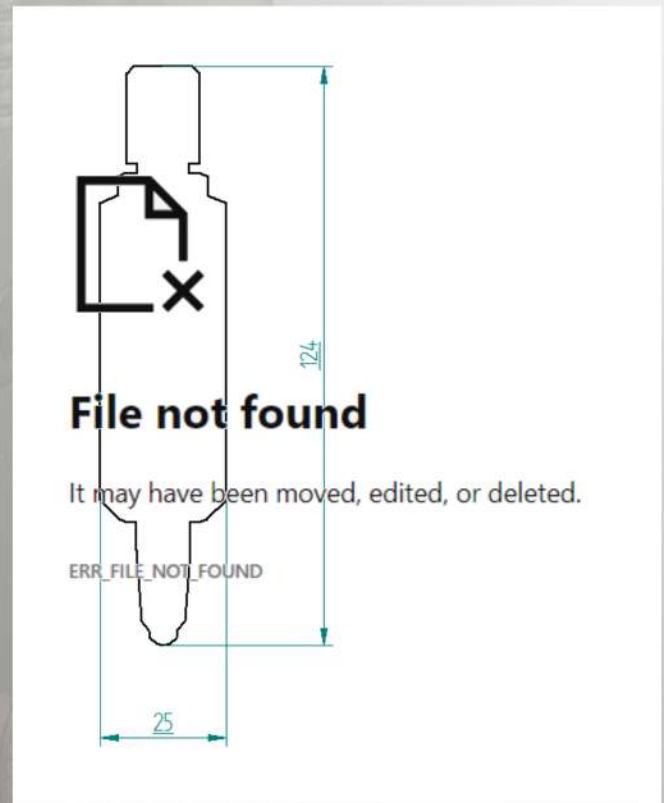 124
File not found
It may have been moved, edited, or deleted.
ERR_FILE_NOT_FOUND
25